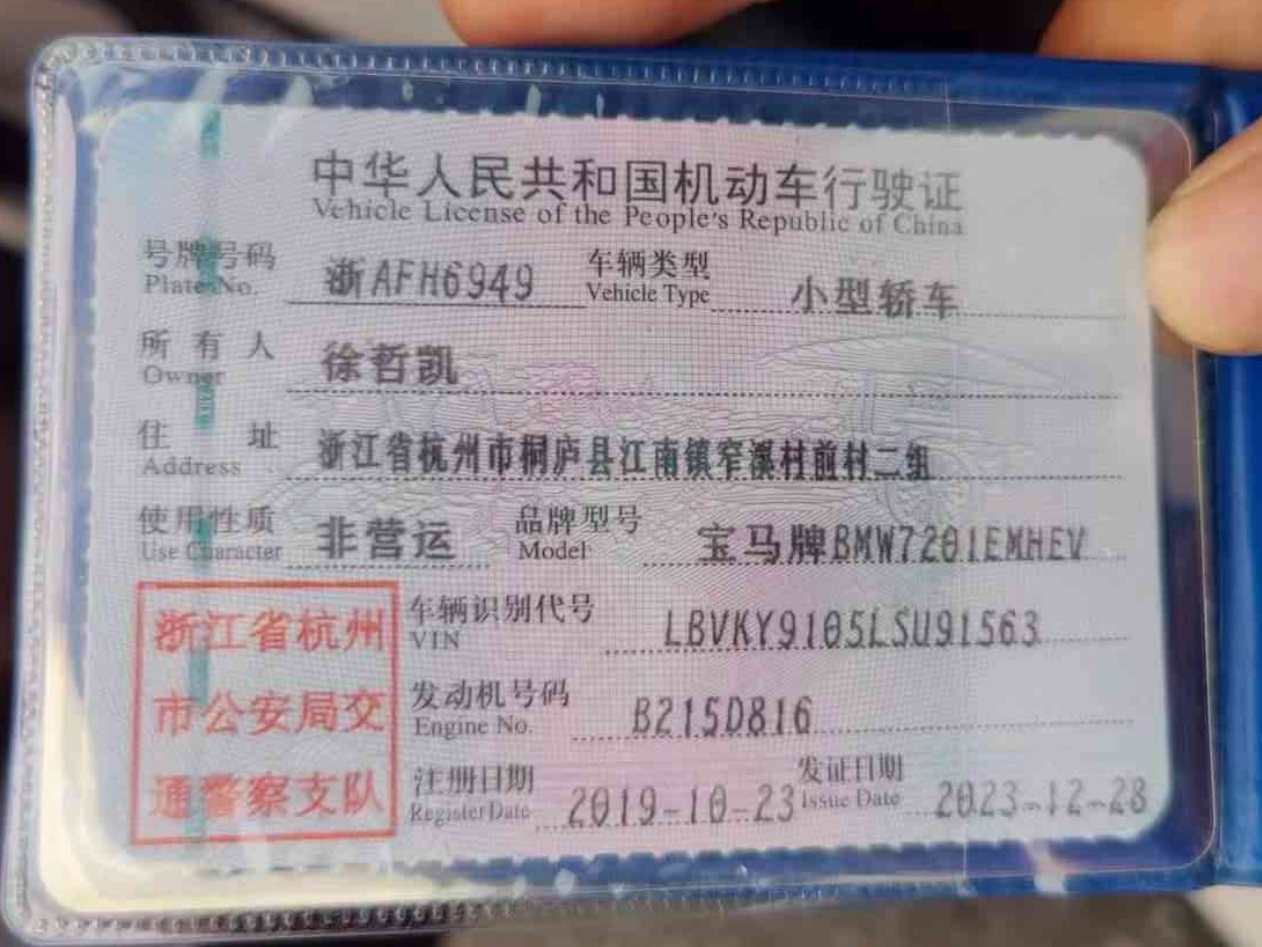 中华人民共和国机动车行驶证
Vehicle License of the People's Republic of China
号牌号码 浙AFH6949 车辆类型 小型轿车
Plate No. Vehicle Type
所有人 徐哲凯
Owner
住址 浙江省杭州市桐庐县江南镇窄溪村前村二组
Address
使用性质 非营运 品牌型号 宝马牌BMW7201EMHEV
Use Character Model
浙江省杭州
市公安局交
通警察支队
车辆识别代号 LBVKY9105LSU91563
VIN
发动机号码 B215D816
Engine No.
注册日期 2019-10-23 发证日期 2023-12-28
Register Date Issue Date